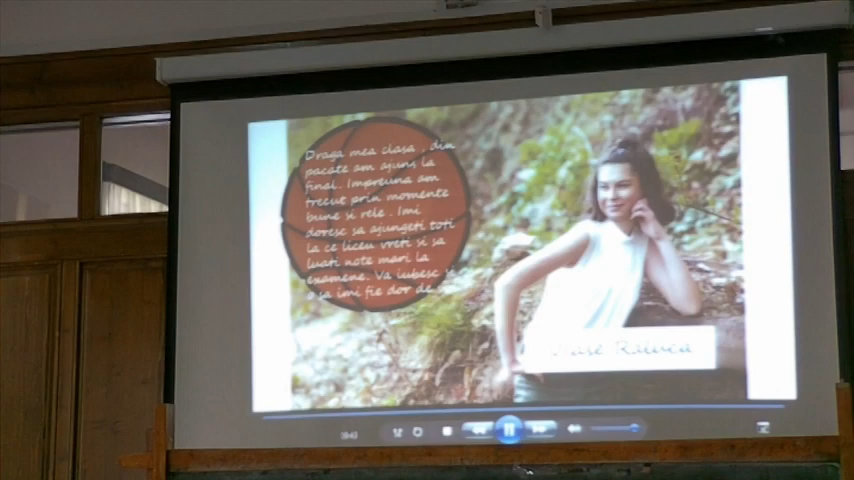 Draga mea clasa , din
pacate am ajuns la
final. Impreuna am
trecut prin momente
bune si rele . Imi
doresc sa ajungeti toti
la ce liceu vreti si sa
luati note mari la
examene. Va iubesc si
o sa imi fie dor de
Raluca